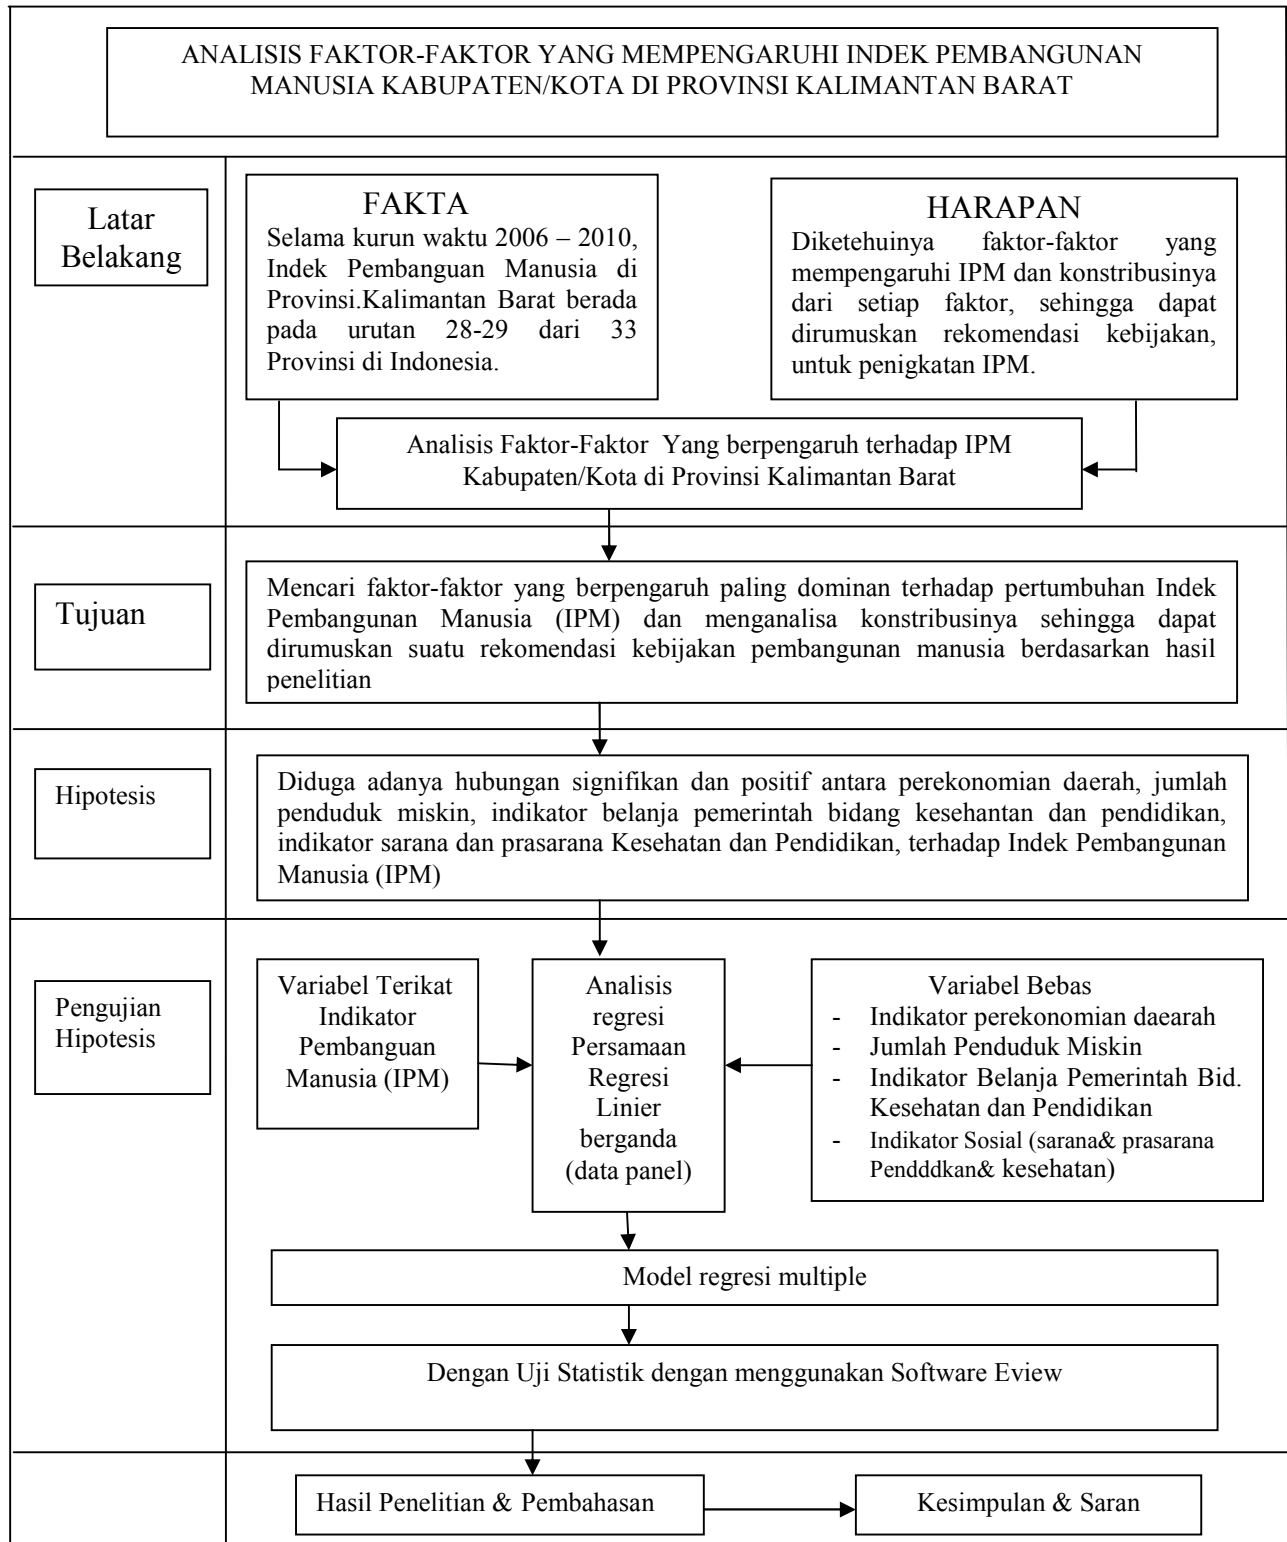 ANALISIS FAKTOR-FAKTOR YANG MEMPENGARUHI INDEK PEMBANGUNAN
MANUSIA KABUPATEN/KOTA DI PROVINSI KALIMANTAN BARAT
Latar
Belakang
FAKTA
Selama kurun waktu 2006 – 2010,
Indek Pembanguan Manusia di
Provinsi.Kalimantan Barat berada
pada urutan 28-29 dari 33
Provinsi di Indonesia.
HARAPAN
Diketehuinya faktor-faktor yang
mempengaruhi IPM dan konstribusinya
dari setiap faktor, sehingga dapat
dirumuskan rekomendasi kebijakan,
untuk penigkatan IPM.
Analisis Faktor-Faktor Yang berpengaruh terhadap IPM
Kabupaten/Kota di Provinsi Kalimantan Barat
Tujuan
Mencari faktor-faktor yang berpengaruh paling dominan terhadap pertumbuhan Indek
Pembangunan Manusia (IPM) dan menganalisa konstribusinya sehingga dapat
dirumuskan suatu rekomendasi kebijakan pembangunan manusia berdasarkan hasil
penelitian
Hipotesis
Diduga adanya hubungan signifikan dan positif antara perekonomian daerah, jumlah
penduduk miskin, indikator belanja pemerintah bidang kesehantan dan pendidikan,
indikator sarana dan prasarana Kesehatan dan Pendidikan, terhadap Indek Pembangunan
Manusia (IPM)
Pengujian
Hipotesis
Variabel Terikat
Indikator
Pembanguan
Manusia (IPM)
Analisis
regresi
Persamaan
Regresi
Linier
berganda
(data panel)
Variabel Bebas
- Indikator perekonomian daearah
- Jumlah Penduduk Miskin
- Indikator Belanja Pemerintah Bid.
Kesehatan dan Pendidikan
- Indikator Sosial (sarana& prasarana
Pendddkan& kesehatan)
Model regresi multiple
Dengan Uji Statistik dengan menggunakan Software Eview
Hasil Penelitian & Pembahasan
Kesimpulan & Saran